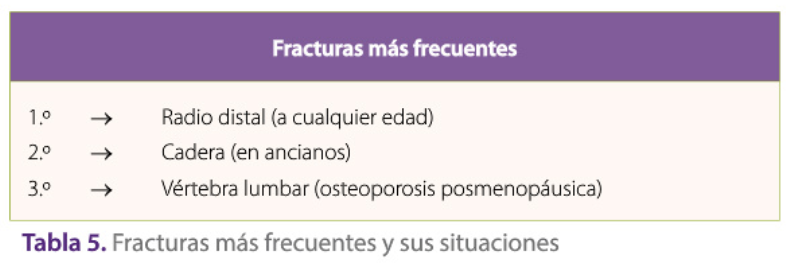 Fracturas más frecuentes
1.º → Radio distal (a cualquier edad)
2.º → Cadera (en ancianos)
3.º → Vértebra lumbar (osteoporosis posmenopáusica)
Tabla 5. Fracturas más frecuentes y sus situaciones